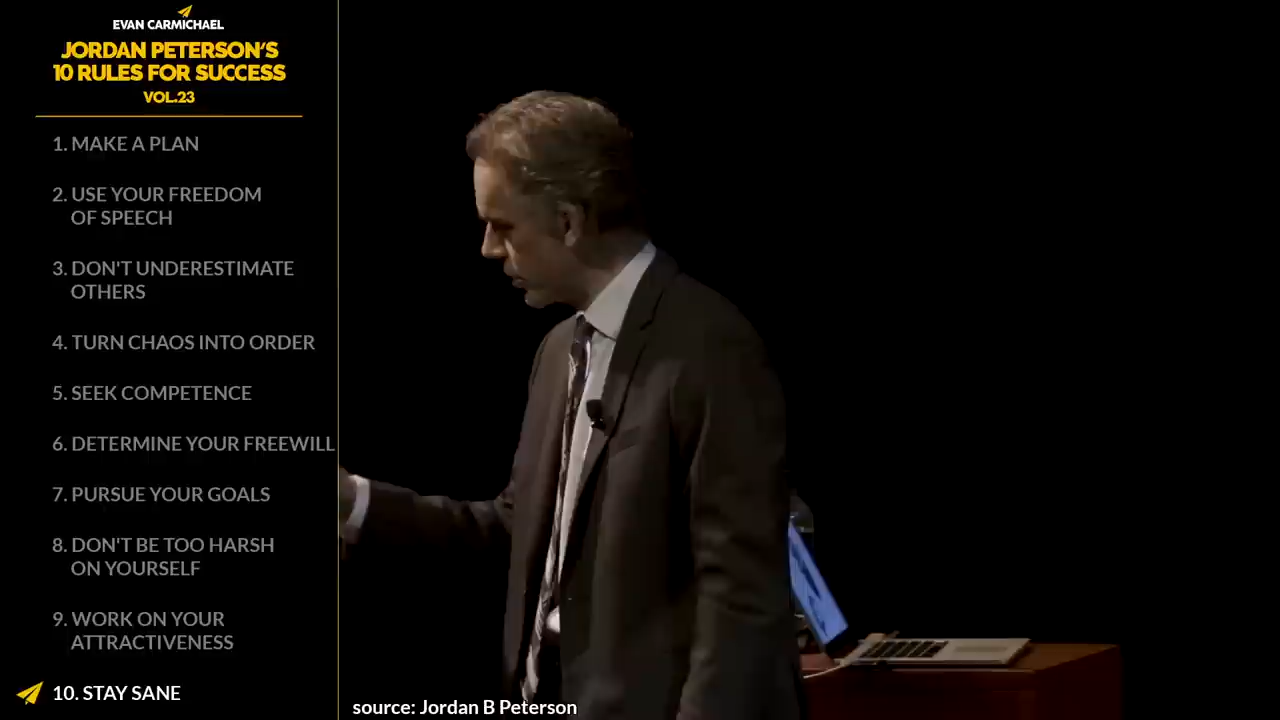 EVAN CARMICHAEL
JORDAN PETERSON'S
10 RULES FOR SUCCESS
VOL.23
1. MAKE A PLAN
2. USE YOUR FREEDOM
OF SPEECH
3. DON'T UNDERESTIMATE
OTHERS
4. TURN CHAOS INTO ORDER
5. SEEK COMPETENCE
6. DETERMINE YOUR FREEWILL
7. PURSUE YOUR GOALS
8. DON'T BE TOO HARSH
ON YOURSELF
9. WORK ON YOUR
ATTRACTIVENESS
10. STAY SANE
source: Jordan B Peterson